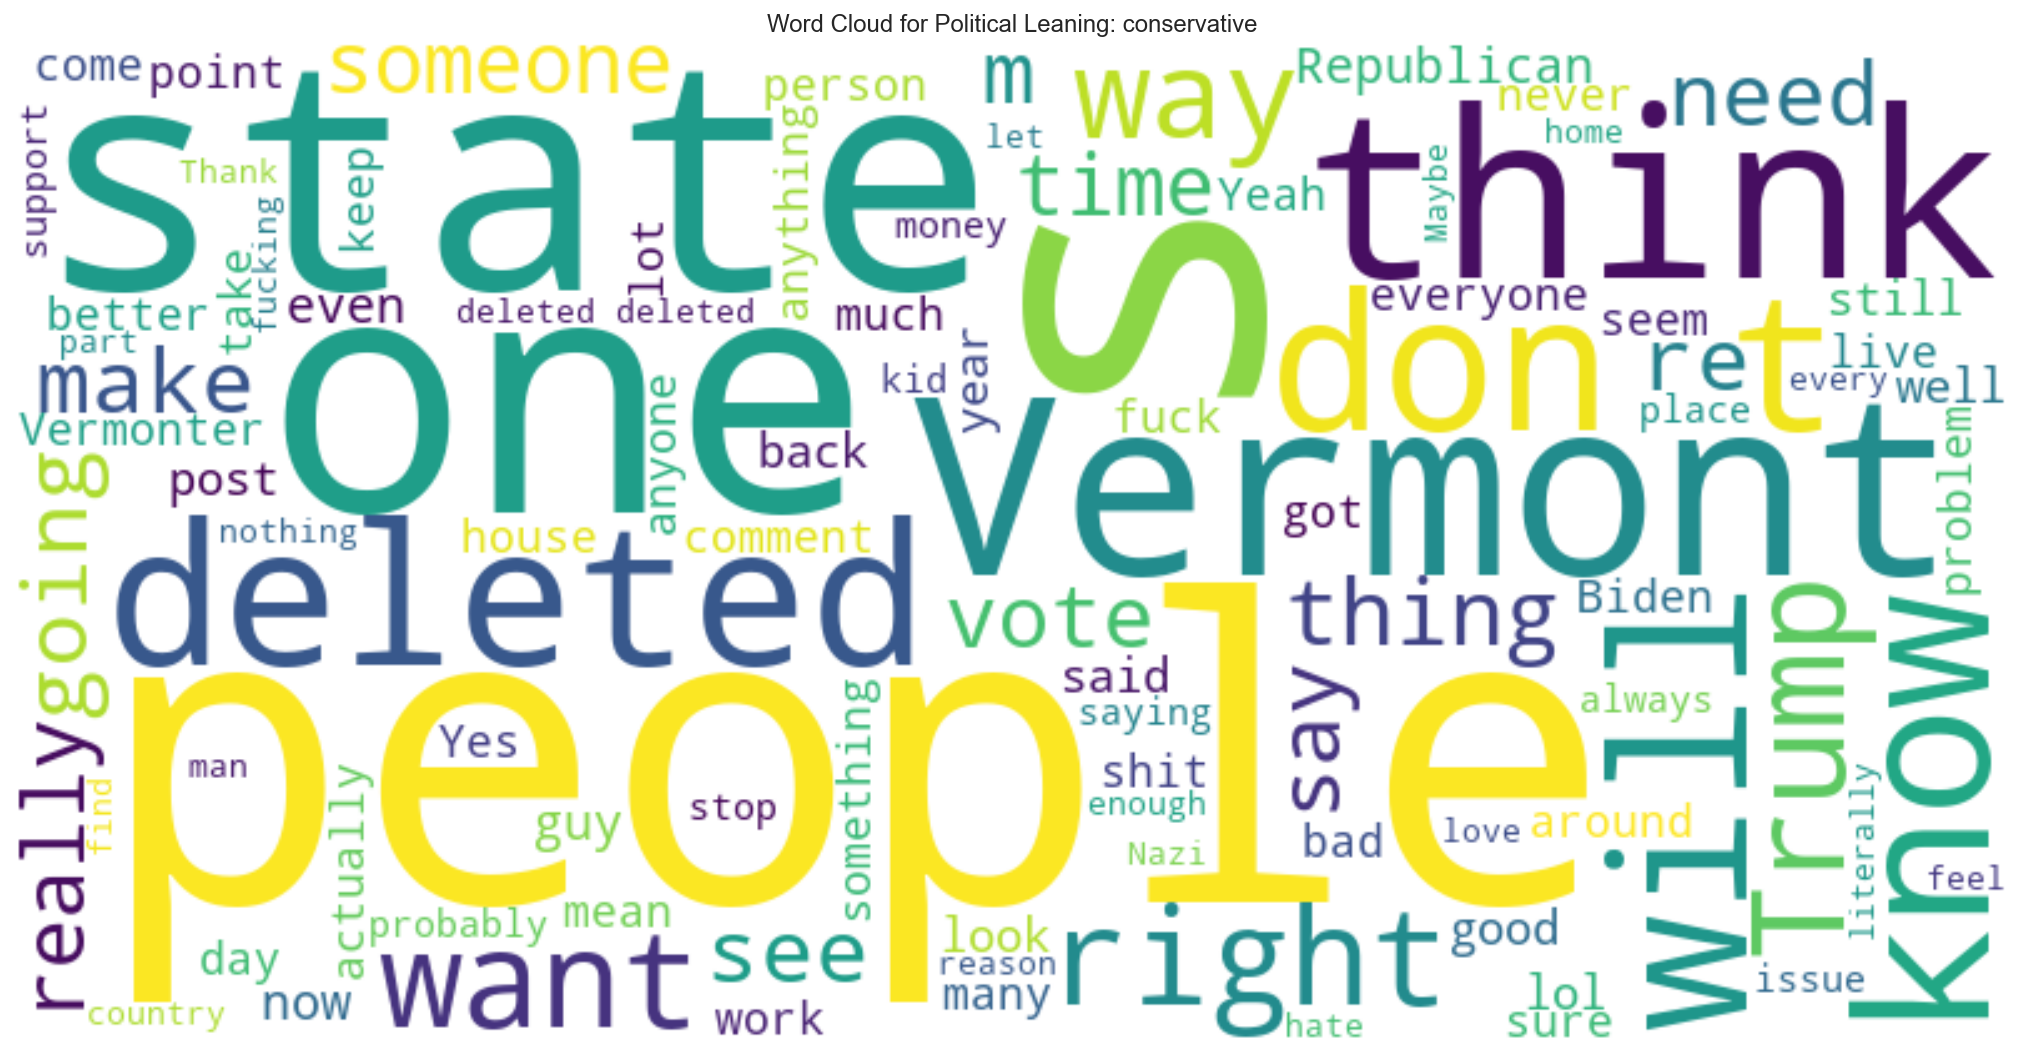 Word Cloud for Political Leaning: conservative
come
point
someone
person
m
way
Republican
never
need
home
let
state
support
Thank
keep
fucking
take
lot
anything
money
time
Yeah
Maybe
think
S
better
part
even
deleted deleted
much
everyone
seem
still
make
one
kid
year
fuck
don t
re
live
every
well
place
Vermonter
anyone
back
Vermont
problem
going
post
nothing
house
comment
got
deleted
vote
thing
Biden
will
Trump
know
people
said
saying
say
always
really
man
find
Yes
stop
something
actually
guy
shit
enough
Nazi
bad
love
around
literally
feel
probably
mean
day
country
now
want
see
work
look
reason
many
right
good
hate
lol
sure
issue